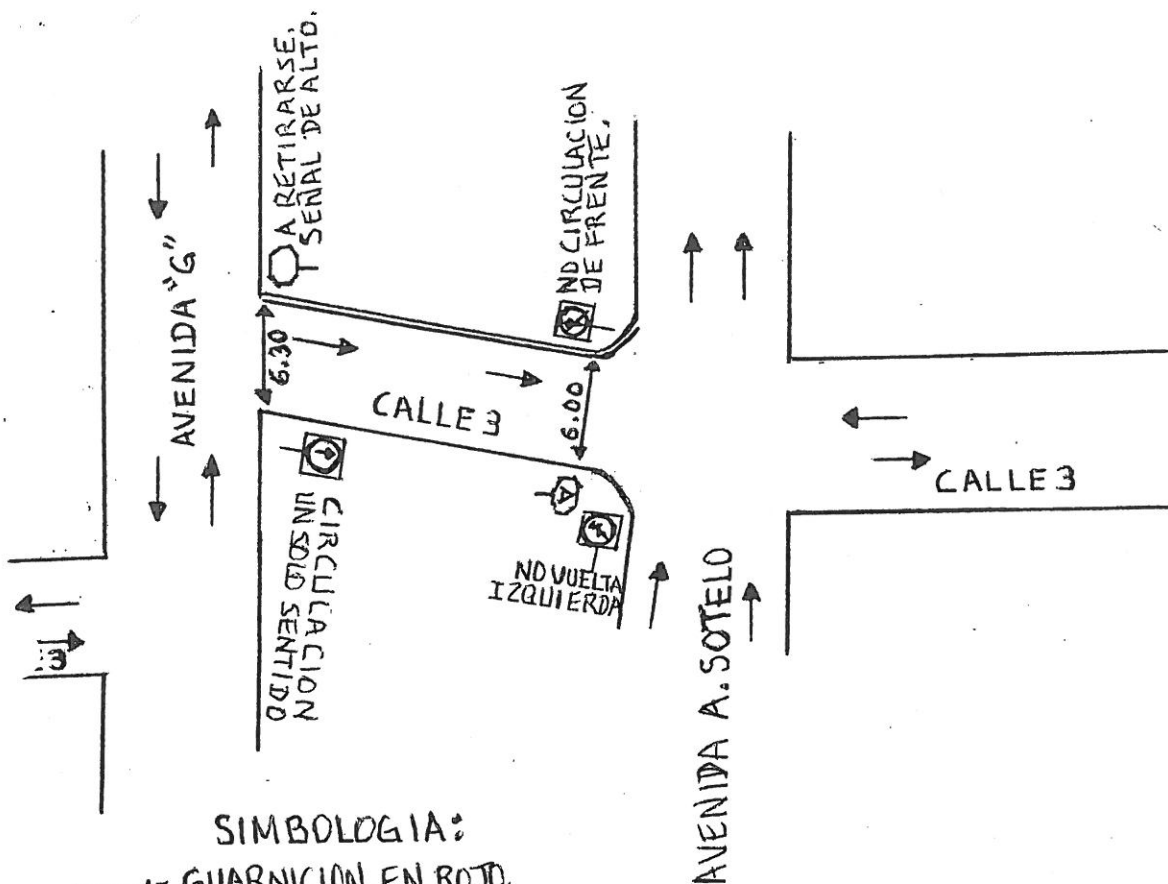 A RETIRARSE.
SEÑAL DE ALTO.
AVENIDA "G"
NO CIRCULACION
DE FRENTE.
6.30
CALLE 3
6.00
CIRCULACION
UN SOLO SENTIDO
A
NO VUELTA
IZQUIERDA
CALLE 3
3
AVENIDA A. SOTELO
SIMBOLOGIA:
GUARNICION EN ROJO